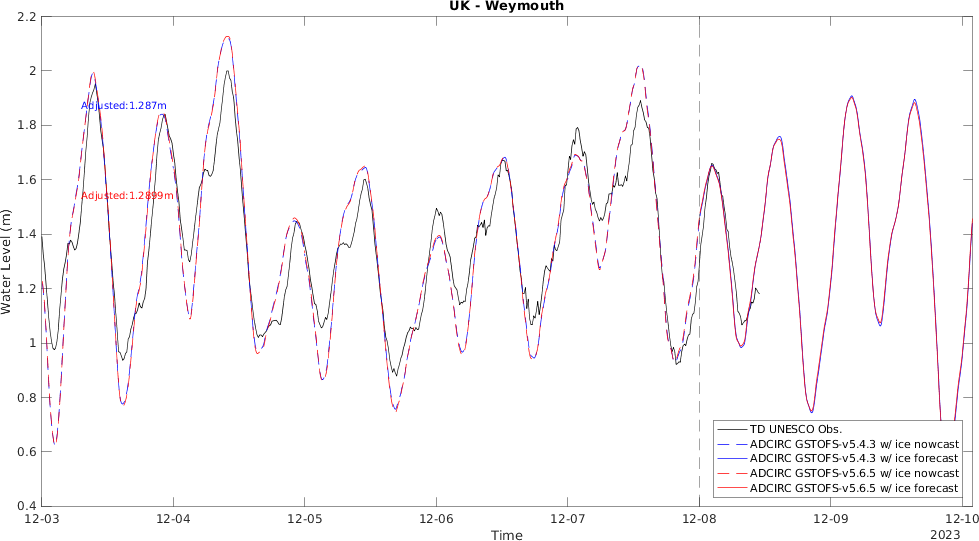 UK - Weymouth
2.2
2
1.8
1.6
1.4
1.2
1
0.8
0.6
0.4
Water Level (m)
Adjusted:1.287m
Adjusted:1.2899m
TD UNESCO Obs.
ADCIRC GSTOFS-v5.4.3 w/ ice nowcast
ADCIRC GSTOFS-v5.4.3 w/ ice forecast
ADCIRC GSTOFS-v5.6.5 w/ ice nowcast
ADCIRC GSTOFS-v5.6.5 w/ ice forecast
12-03 12-04 12-05 12-06 12-07 12-08 12-09 12-10
Time
2023